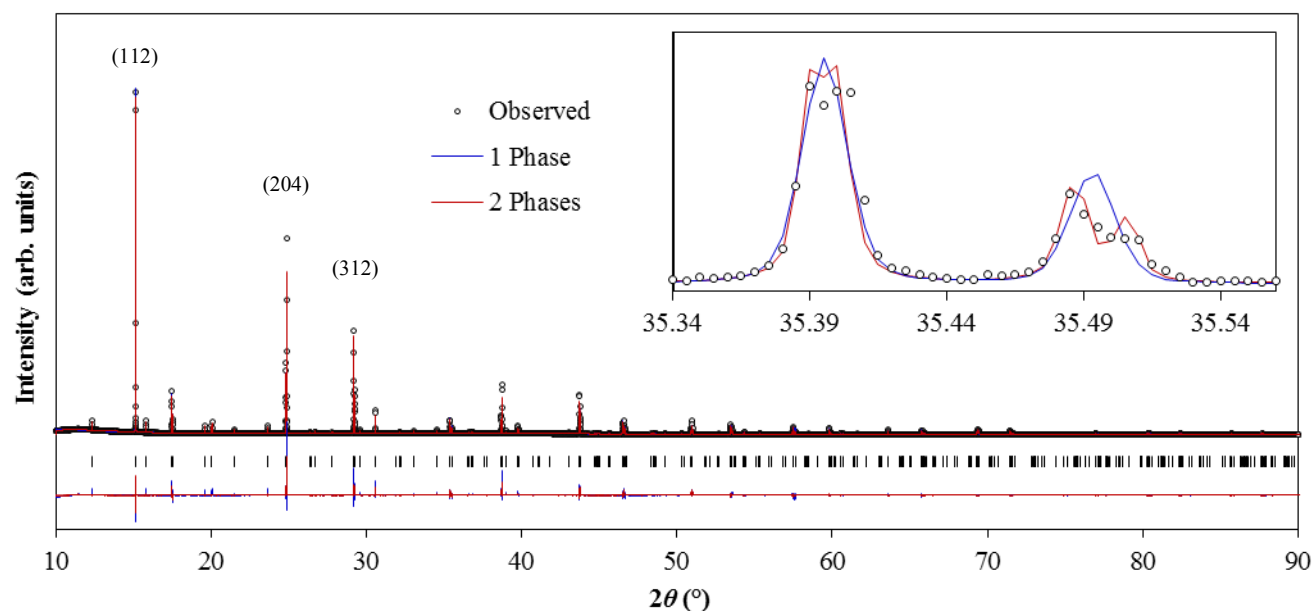 (112)
(204)
(312)
Observed
1 Phase
2 Phases
35.34 35.39 35.44 35.49 35.54
Intensity (arb. units)
10 20 30 40 50 60 70 80 90
2θ (°)